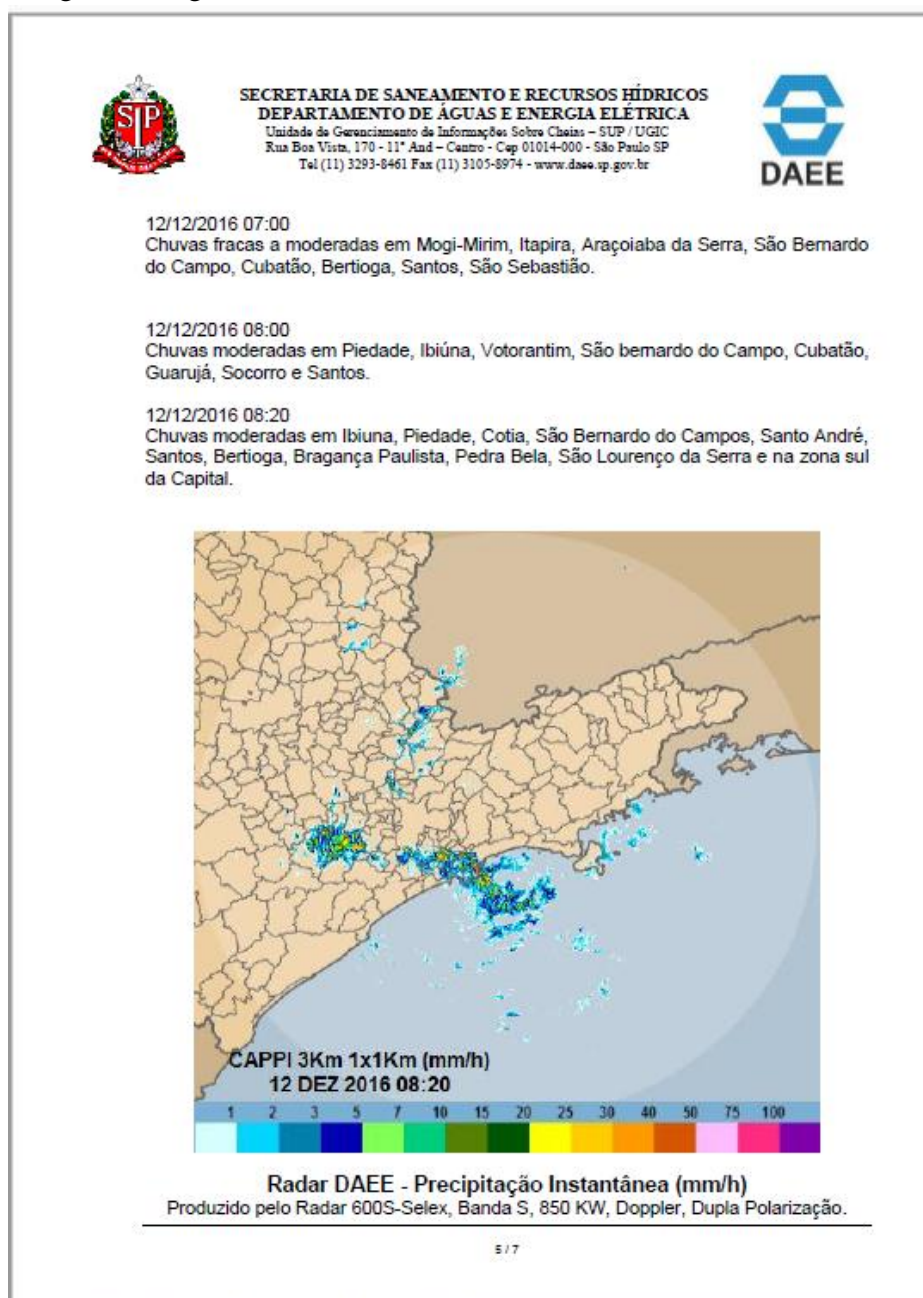 SECRETARIA DE SANEAMENTO E RECURSOS HÍDRICOS
DEPARTAMENTO DE ÁGUAS E ENERGIA ELÉTRICA
Unidade de Gerenciamento de Informações Sobre Cheias – SUP / UGIC
Rua Boa Vista, 170 - 11° And – Centro - Cep 01014-000 - São Paulo SP
Tel (11) 3293-8461 Fax (11) 3105-8974 - www.daee.sp.gov.br
SP
DAEE
12/12/2016 07:00
Chuvas fracas a moderadas em Mogi-Mirim, Itapira, Araçoiaba da Serra, São Bernardo
do Campo, Cubatão, Bertioga, Santos, São Sebastião.
12/12/2016 08:00
Chuvas moderadas em Piedade, Ibiúna, Votorantim, São bernardo do Campo, Cubatão,
Guarujá, Socorro e Santos.
12/12/2016 08:20
Chuvas moderadas em Ibiuna, Piedade, Cotia, São Bernardo do Campos, Santo André,
Santos, Bertioga, Bragança Paulista, Pedra Bela, São Lourenço da Serra e na zona sul
da Capital.
CAPPI 3Km 1x1Km (mm/h)
12 DEZ 2016 08:20
1 2 3 5 7 10 15 20 25 30 40 50 75 100
Radar DAEE - Precipitação Instantânea (mm/h)
Produzido pelo Radar 600S-Selex, Banda S, 850 KW, Doppler, Dupla Polarização.
5 / 7